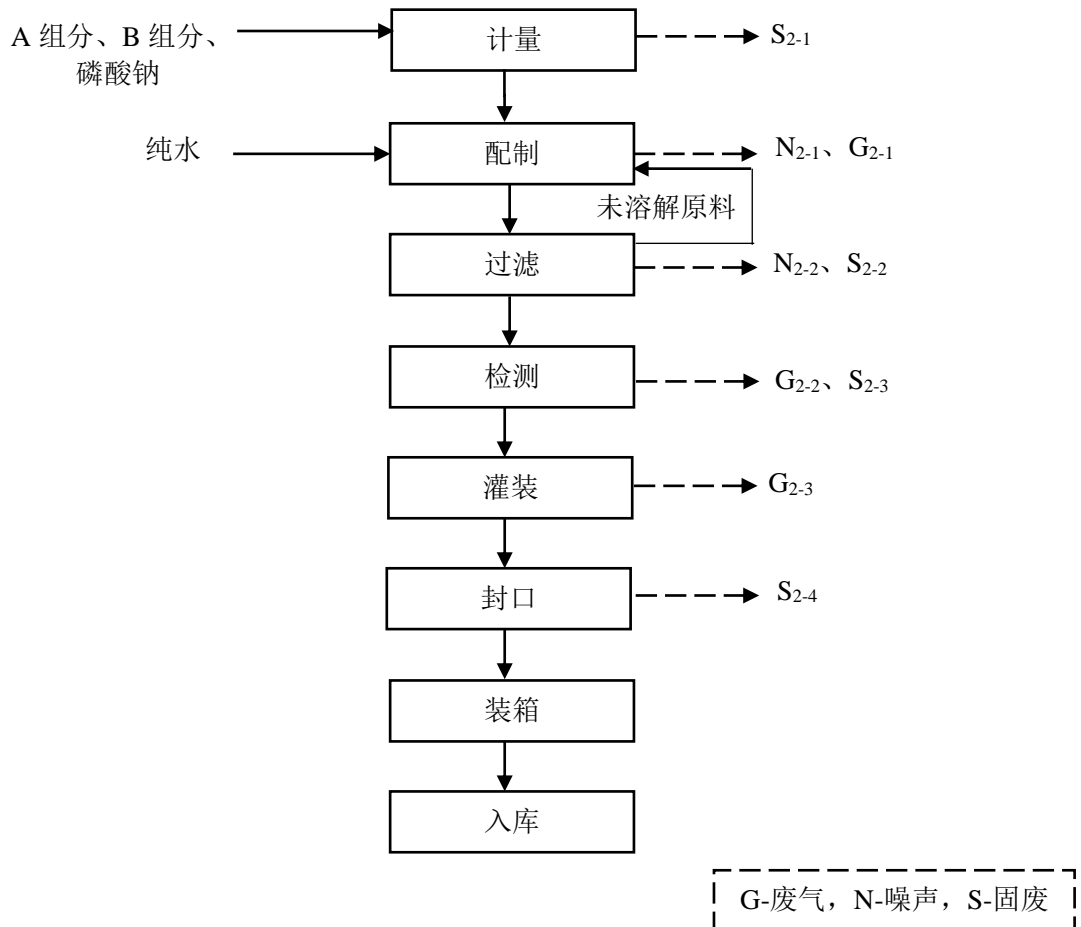 A 组分、B 组分、
磷酸钠
计量
S2-1
纯水
配制
N2-1、G2-1
未溶解原料
过滤
N2-2、S2-2
检测
G2-2、S2-3
灌装
G2-3
封口
S2-4
装箱
入库
G-废气，N-噪声，S-固废